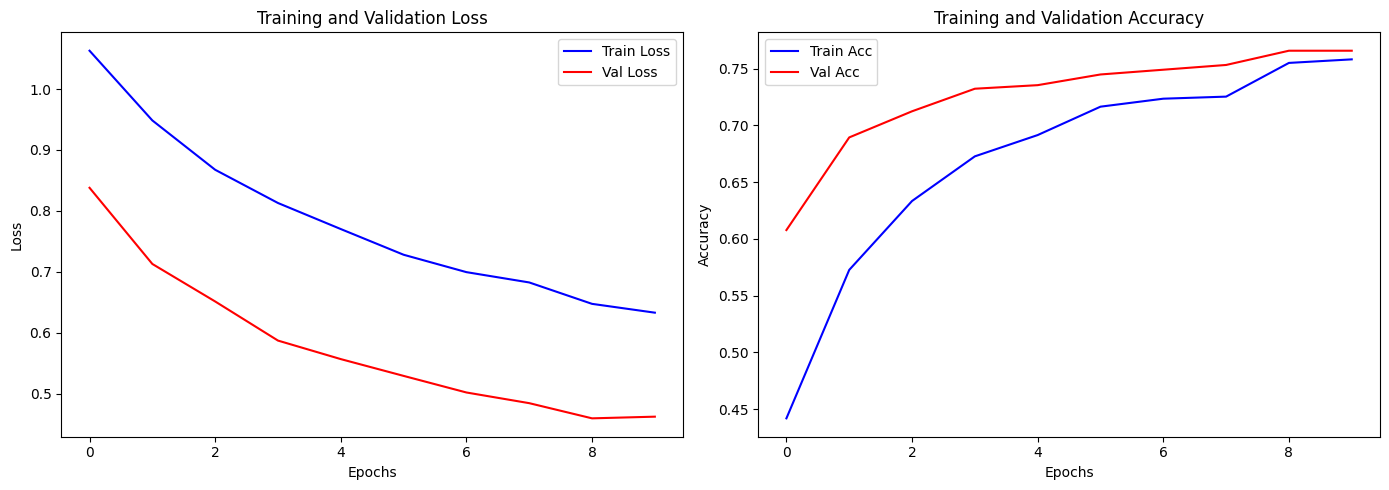 Training and Validation Loss
Train Loss
Val Loss
Loss
1.0
0.9
0.8
0.7
0.6
0.5
0
2
4
6
8
Epochs
Training and Validation Accuracy
Train Acc
Val Acc
Accuracy
0.75
0.70
0.65
0.60
0.55
0.50
0.45
0
2
4
6
8
Epochs